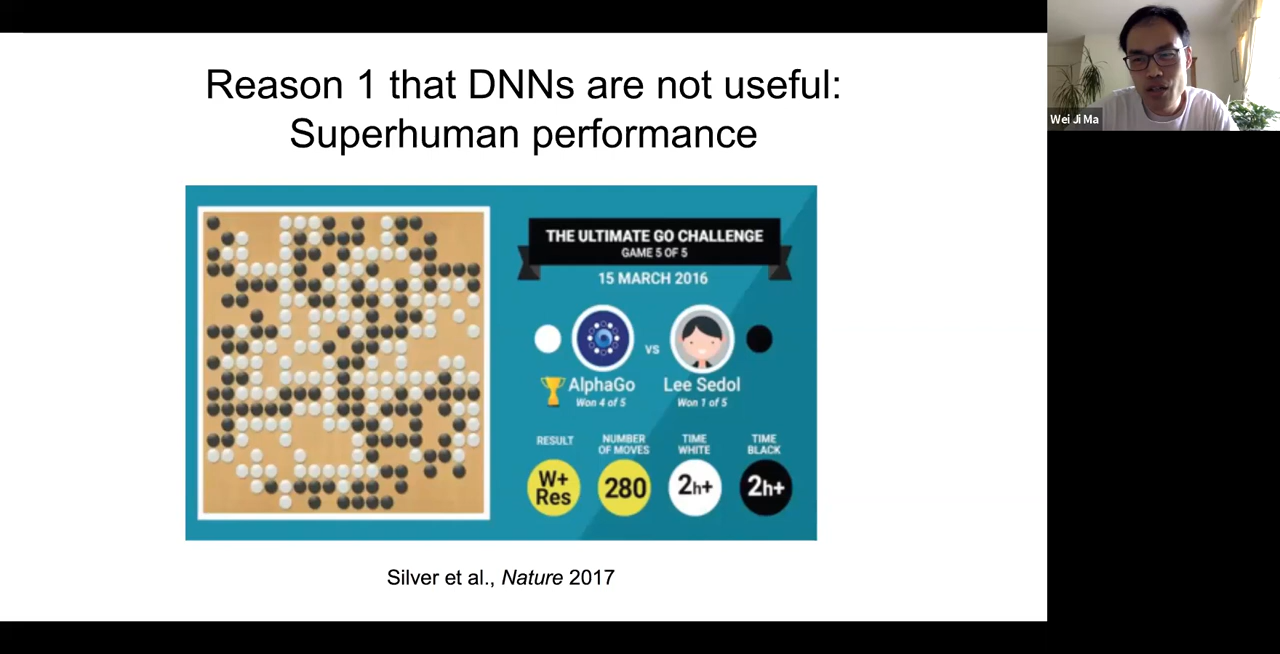 Reason 1 that DNNs are not useful:
Superhuman performance
THE ULTIMATE GO CHALLENGE
GAME 5 OF 5
15 MARCH 2016
VS
AlphaGo
Won 4 of 5
Lee Sedol
Won 1 of 5
RESULT
W+
Res
NUMBER
OF MOVES
280
TIME
WHITE
2h+
TIME
BLACK
2h+
Silver et al., Nature 2017
Wei Ji Ma